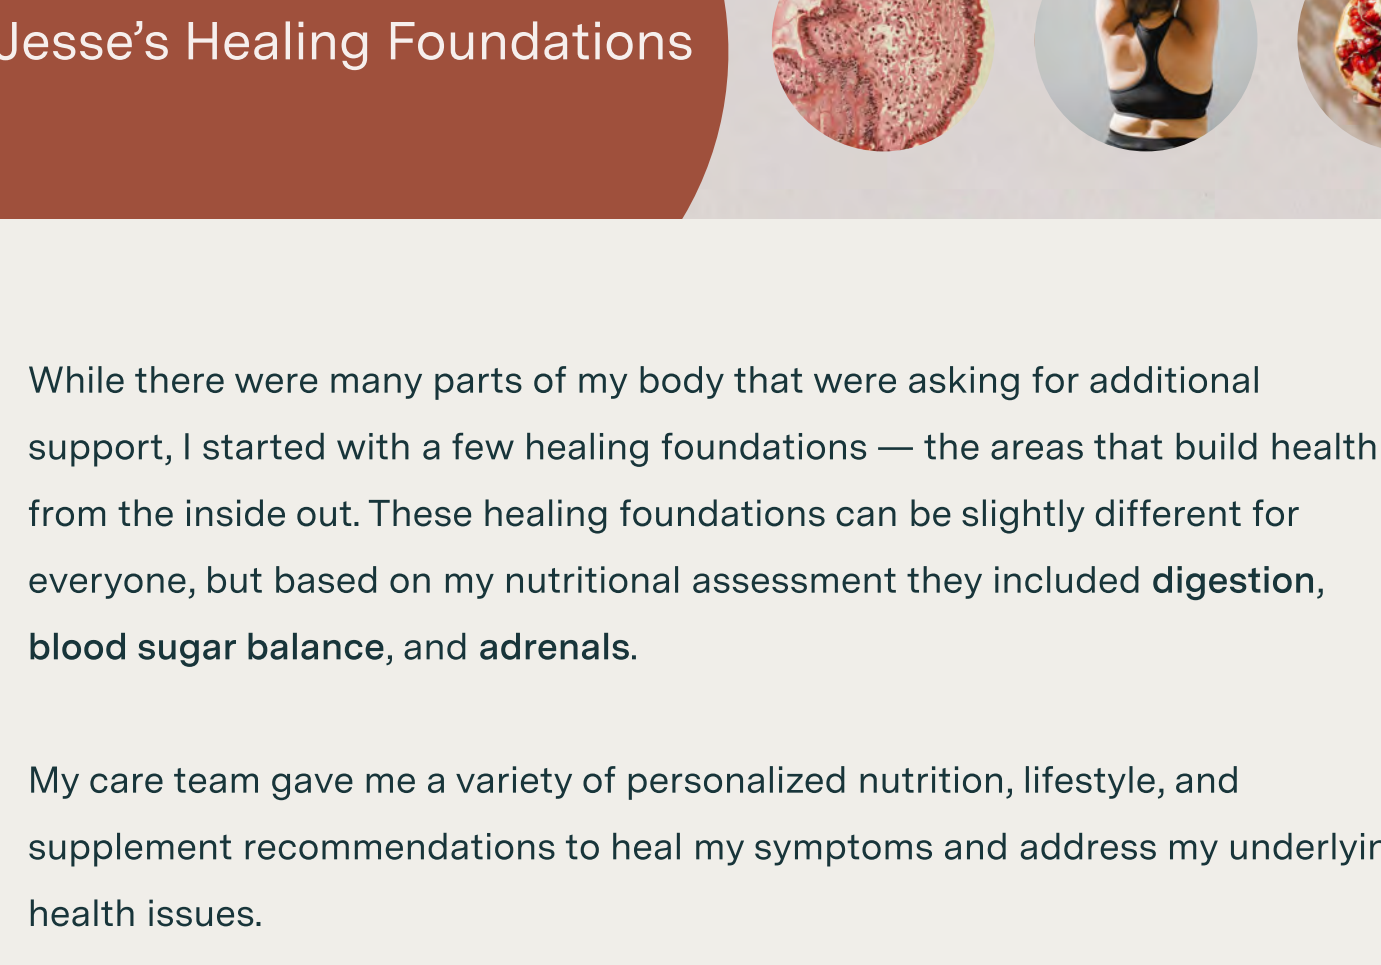 Jesse’s Healing Foundations
While there were many parts of my body that were asking for additional
support, I started with a few healing foundations — the areas that build health
from the inside out. These healing foundations can be slightly different for
everyone, but based on my nutritional assessment they included digestion,
blood sugar balance, and adrenals.
My care team gave me a variety of personalized nutrition, lifestyle, and
supplement recommendations to heal my symptoms and address my underlyin
health issues.